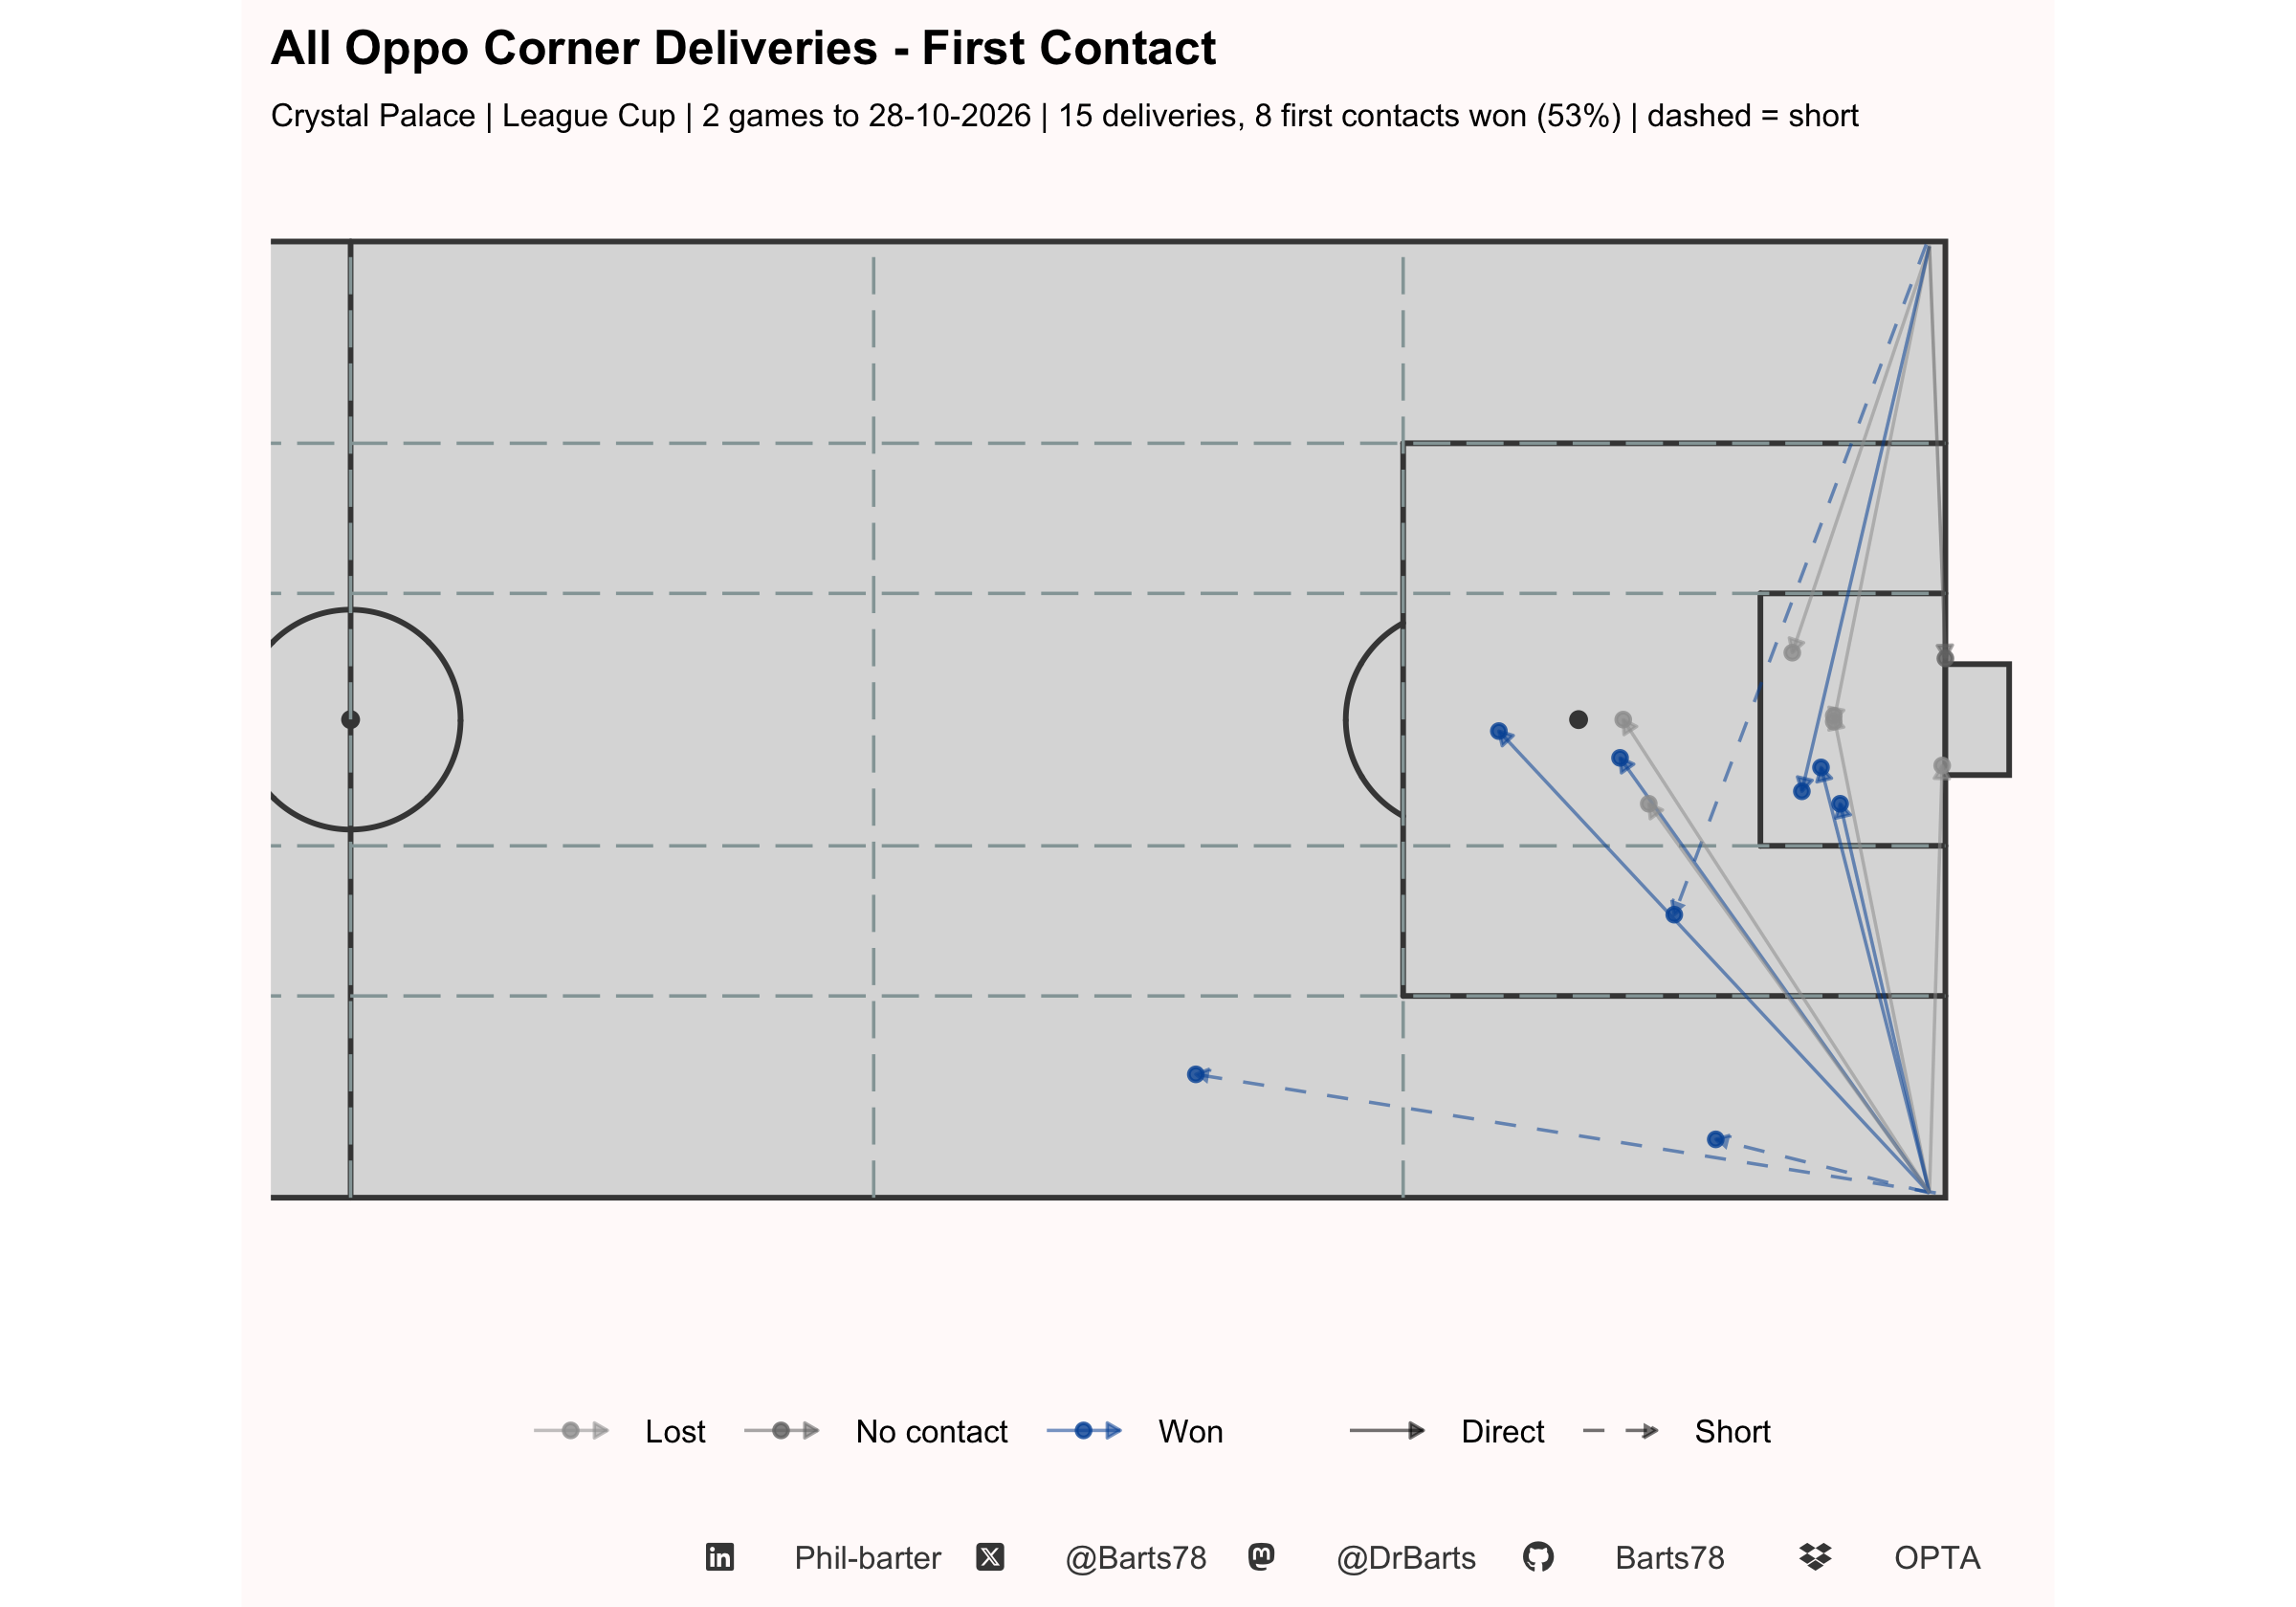 All Oppo Corner Deliveries - First Contact
Crystal Palace | League Cup | 2 games to 28-10-2026 | 15 deliveries, 8 first contacts won (53%) | dashed = short
Lost No contact Won Direct Short
Phil-barter @Barts78 @DrBarts Barts78 OPTA